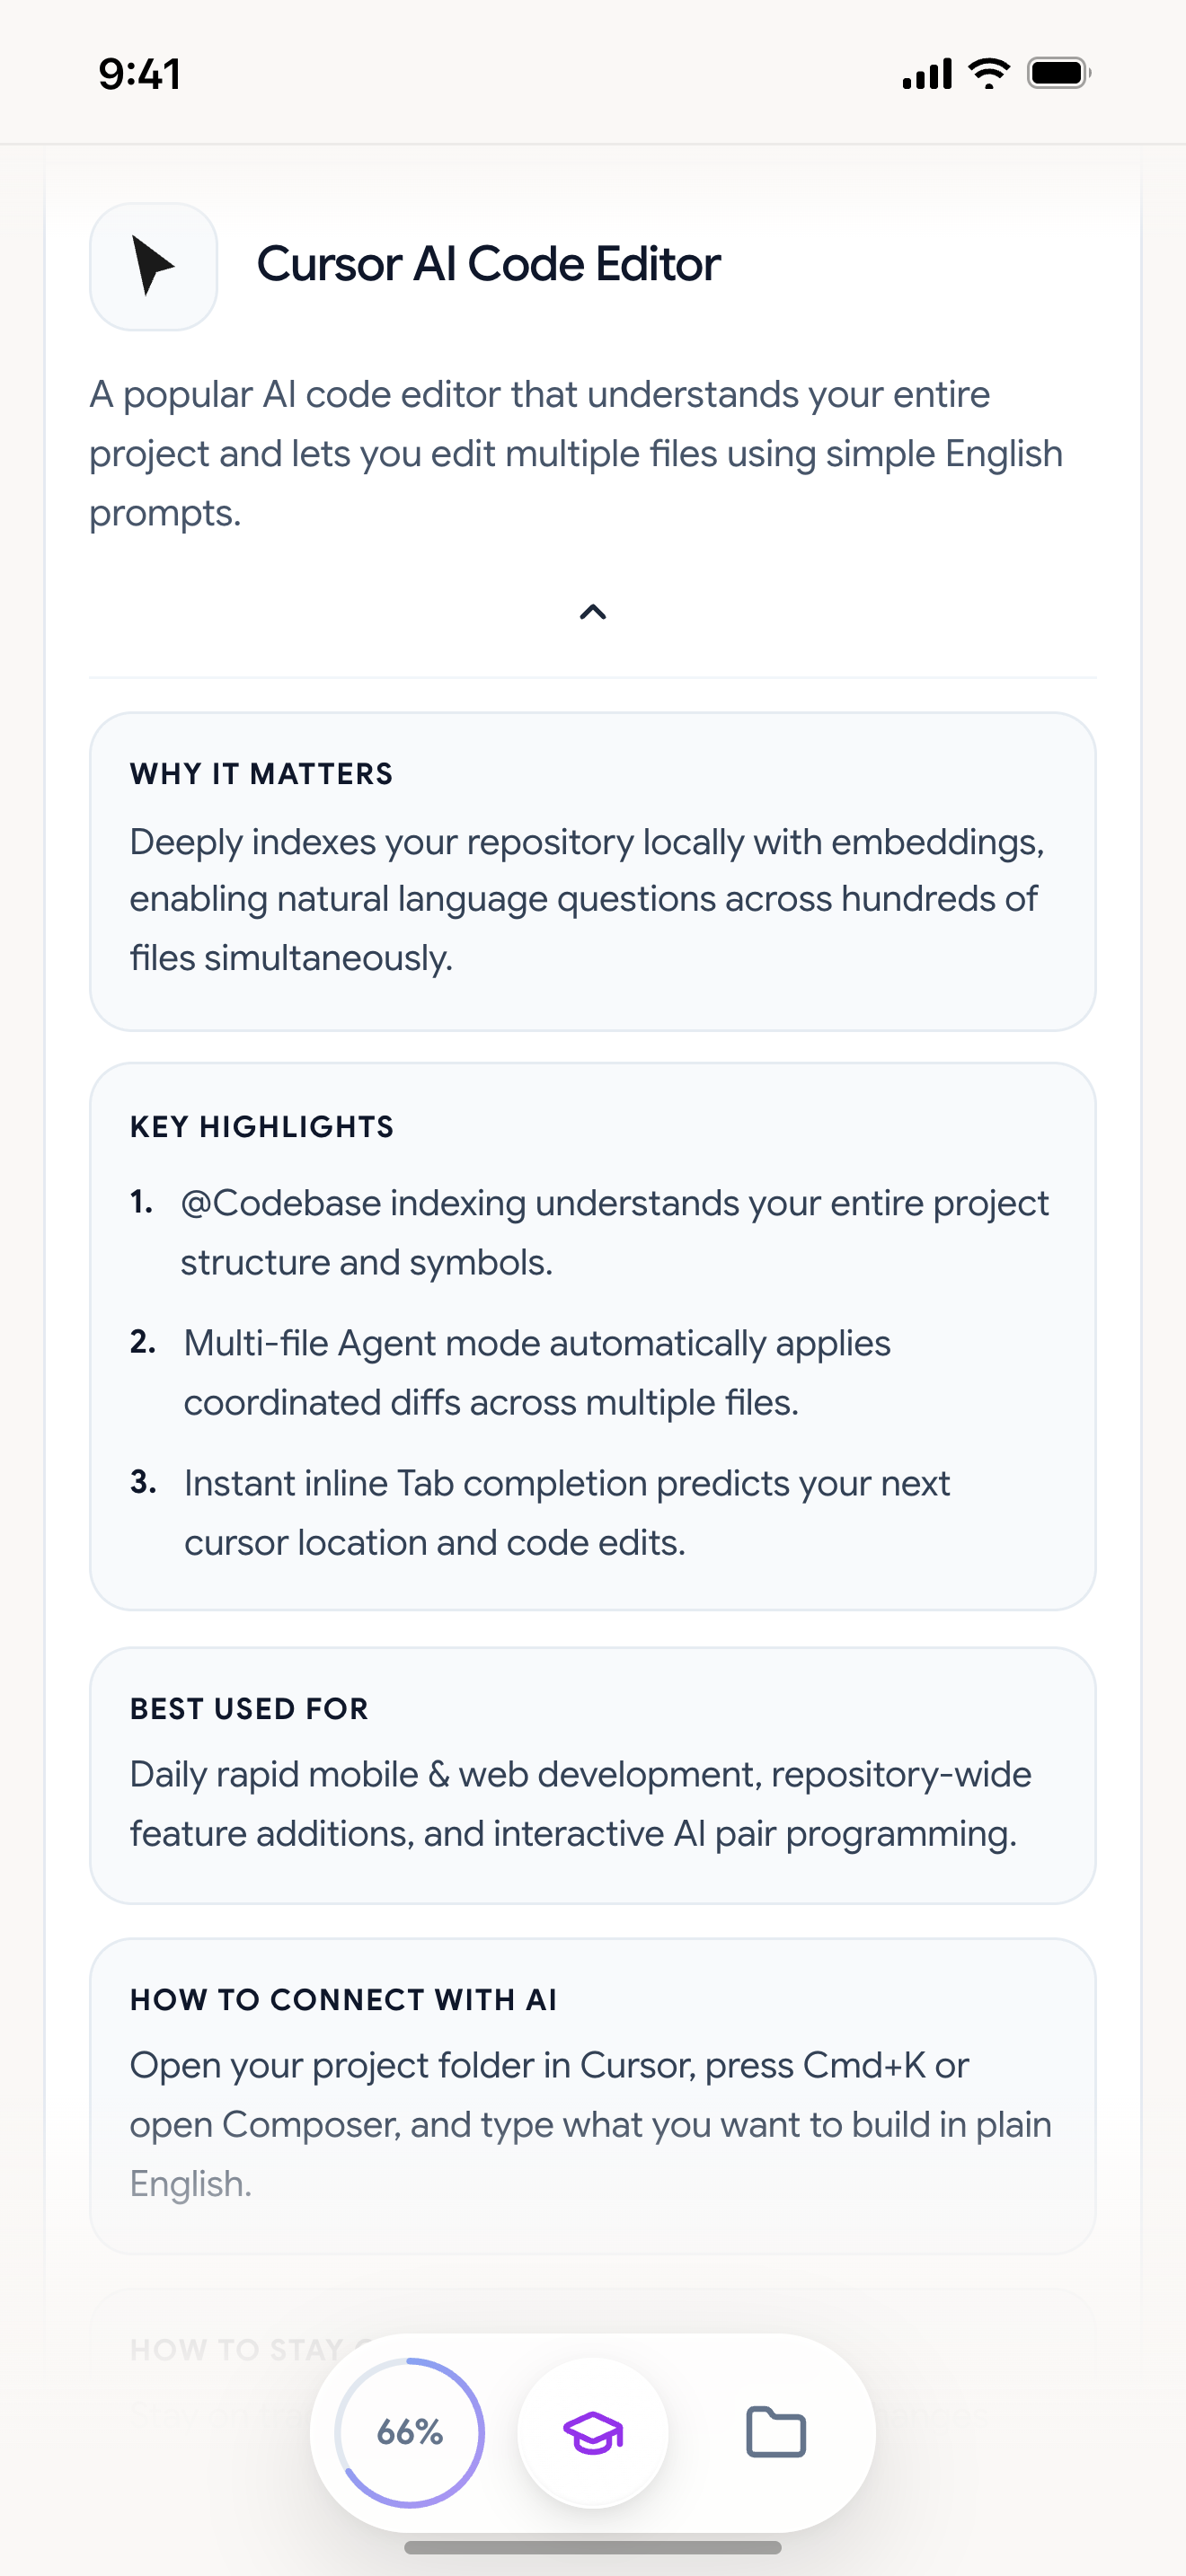 9:41
Cursor AI Code Editor
A popular AI code editor that understands your entire
project and lets you edit multiple files using simple English
prompts.
WHY IT MATTERS
Deeply indexes your repository locally with embeddings,
enabling natural language questions across hundreds of
files simultaneously.
KEY HIGHLIGHTS
1. @Codebase indexing understands your entire project
structure and symbols.
2. Multi-file Agent mode automatically applies
coordinated diffs across multiple files.
3. Instant inline Tab completion predicts your next
cursor location and code edits.
BEST USED FOR
Daily rapid mobile & web development, repository-wide
feature additions, and interactive AI pair programming.
HOW TO CONNECT WITH AI
Open your project folder in Cursor, press Cmd+K or
open Composer, and type what you want to build in plain
English.
HOW TO STAY
66%